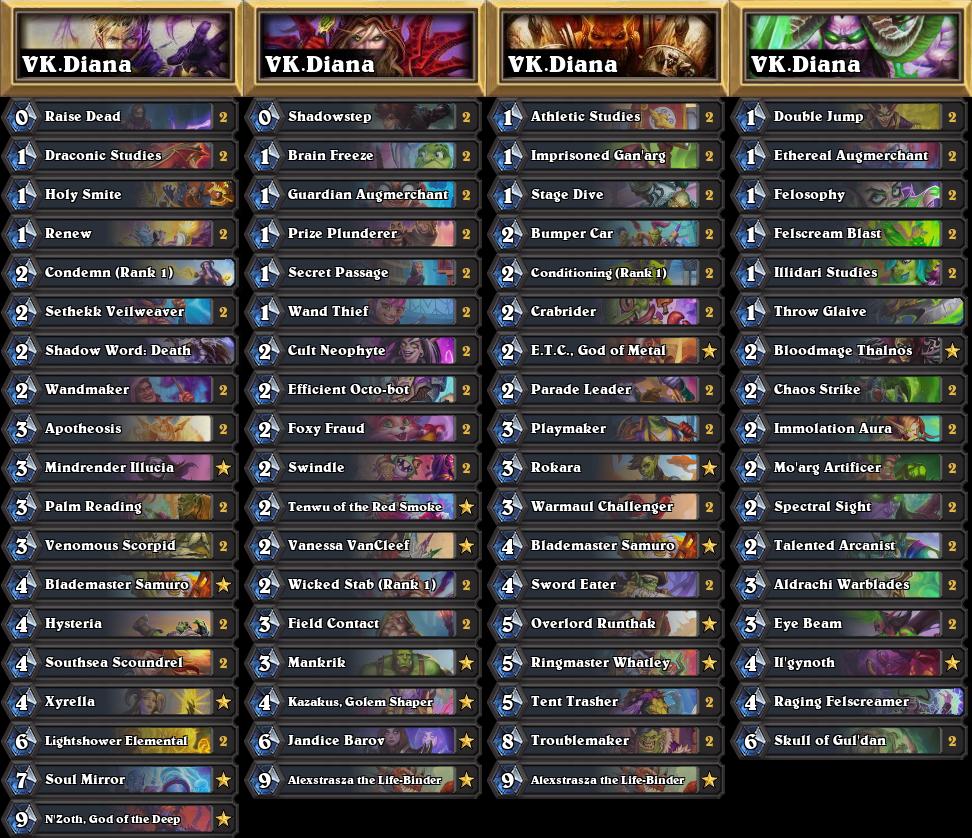 VK.Diana
0 Raise Dead 2
1 Draconic Studies 2
1 Holy Smite
1 Renew 2
2 Condemn (Rank 1)
2 Sethekk Veilweaver 2
2 Shadow Word: Death
2 Wandmaker 2
3 Apotheosis 2
3 Mindrender Illucia
3 Palm Reading 2
3 Venomous Scorpid 2
4 Blademaster Samuro
4 Hysteria 2
4 Southsea Scoundrel 2
4 Xyrella
6 Lightshower Elemental 2
7 Soul Mirror
9 N'Zoth, God of the Deep
VK.Diana
0 Shadowstep 2
1 Brain Freeze 2
1 Guardian Augmerchant 2
1 Prize Plunderer 2
1 Secret Passage 2
1 Wand Thief 2
2 Cult Neophyte 2
2 Efficient Octo-bot 2
2 Foxy Fraud 2
2 Swindle 2
2 Tenwu of the Red Smoke
2 Vanessa VanCleef
2 Wicked Stab (Rank 1) 2
3 Field Contact 2
3 Mankrik
4 Kazakus, Golem Shaper
6 Jandice Barov
9 Alexstrasza the Life-Binder
VK.Diana
1 Athletic Studies 2
1 Imprisoned Gan'arg 2
1 Stage Dive 2
2 Bumper Car 2
2 Conditioning (Rank 1) 2
2 Crabrider 2
2 E.T.C., God of Metal
2 Parade Leader 2
3 Playmaker 2
3 Rokara
3 Warmaul Challenger 2
4 Blademaster Samuro
4 Sword Eater 2
5 Overlord Runthak
5 Ringmaster Whatley
5 Tent Trasher 2
8 Troublemaker 2
9 Alexstrasza the Life-Binder
VK.Diana
1 Double Jump 2
1 Ethereal Augmerchant 2
1 Felosophy 2
1 Felscream Blast 2
1 Illidari Studies 2
1 Throw Glaive
2 Bloodmage Thalnos
2 Chaos Strike 2
2 Immolation Aura 2
2 Mo'arg Artificer 2
2 Spectral Sight 2
2 Talented Arcanist 2
3 Aldrachi Warblades 2
3 Eye Beam 2
4 Il'gynoth
4 Raging Felscreamer
6 Skull of Gul'dan 2